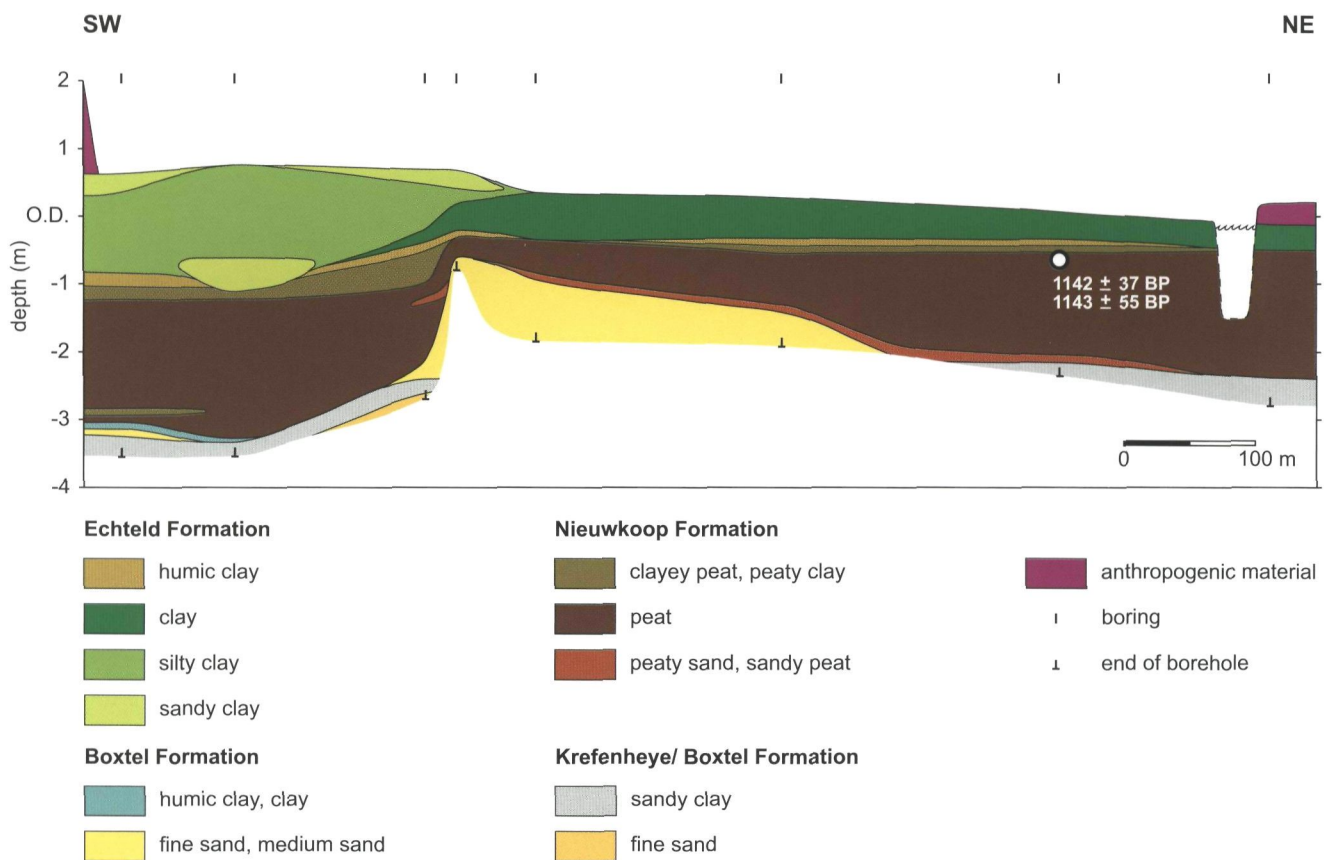 SW
NE
2
1
O.D.
-1
-2
-3
-4
depth (m)
1142 ± 37 BP
1143 ± 55 BP
0 100 m
Echteld Formation
humic clay
clay
silty clay
sandy clay
Boxtel Formation
humic clay, clay
fine sand, medium sand
Nieuwkoop Formation
clayey peat, peaty clay
peat
peaty sand, sandy peat
Krefenheye/ Boxtel Formation
sandy clay
fine sand
anthropogenic material
boring
end of borehole